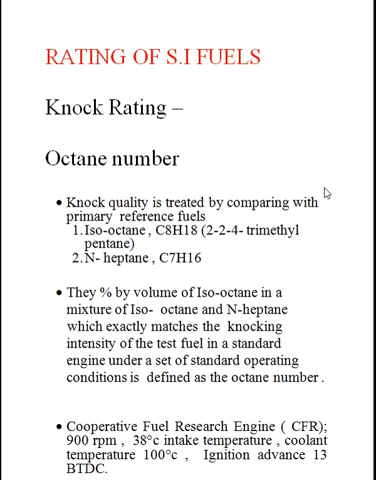 RATING OF S.I FUELS
Knock Rating –
Octane number
• Knock quality is treated by comparing with
primary reference fuels
1. Iso-octane, C8H18 (2-2-4- trimethyl
pentane)
2. N- heptane , C7H16
• They % by volume of Iso-octane in a
mixture of Iso- octane and N-heptane
which exactly matches the knocking
intensity of the test fuel in a standard
engine under a set of standard operating
conditions is defined as the octane number .
• Cooperative Fuel Research Engine ( CFR);
900 rpm , 38°c intake temperature , coolant
temperature 100°c , Ignition advance 13
BTDC.